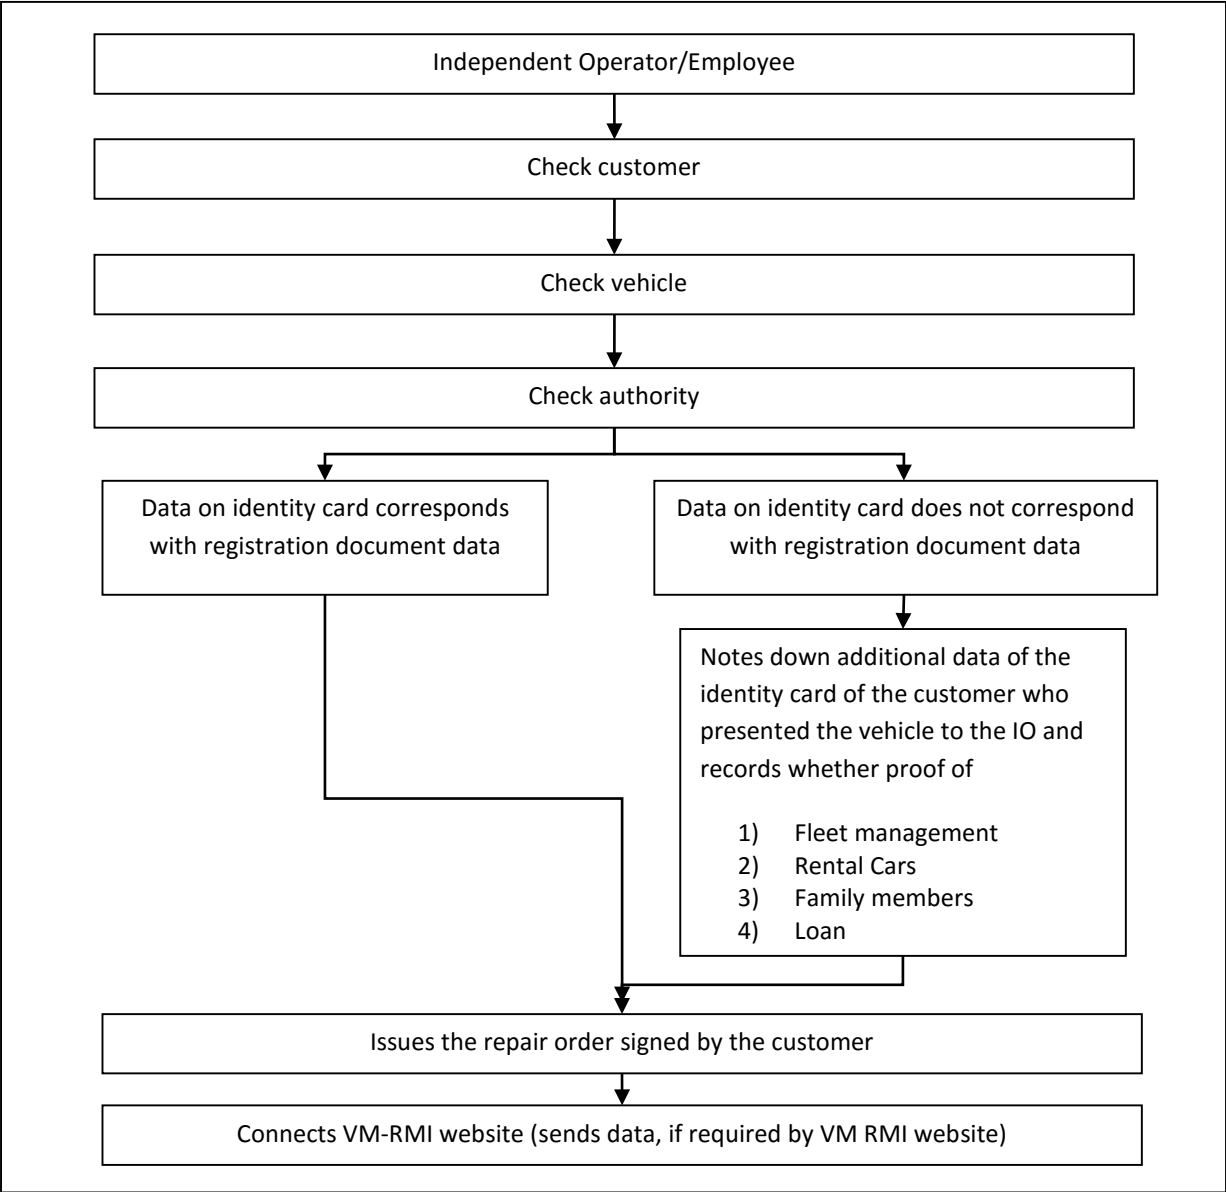 Independent Operator/Employee
Check customer
Check vehicle
Check authority
Data on identity card corresponds
with registration document data
Data on identity card does not correspond
with registration document data
Notes down additional data of the
identity card of the customer who
presented the vehicle to the IO and
records whether proof of
1) Fleet management
2) Rental Cars
3) Family members
4) Loan
Issues the repair order signed by the customer
Connects VM-RMI website (sends data, if required by VM RMI website)